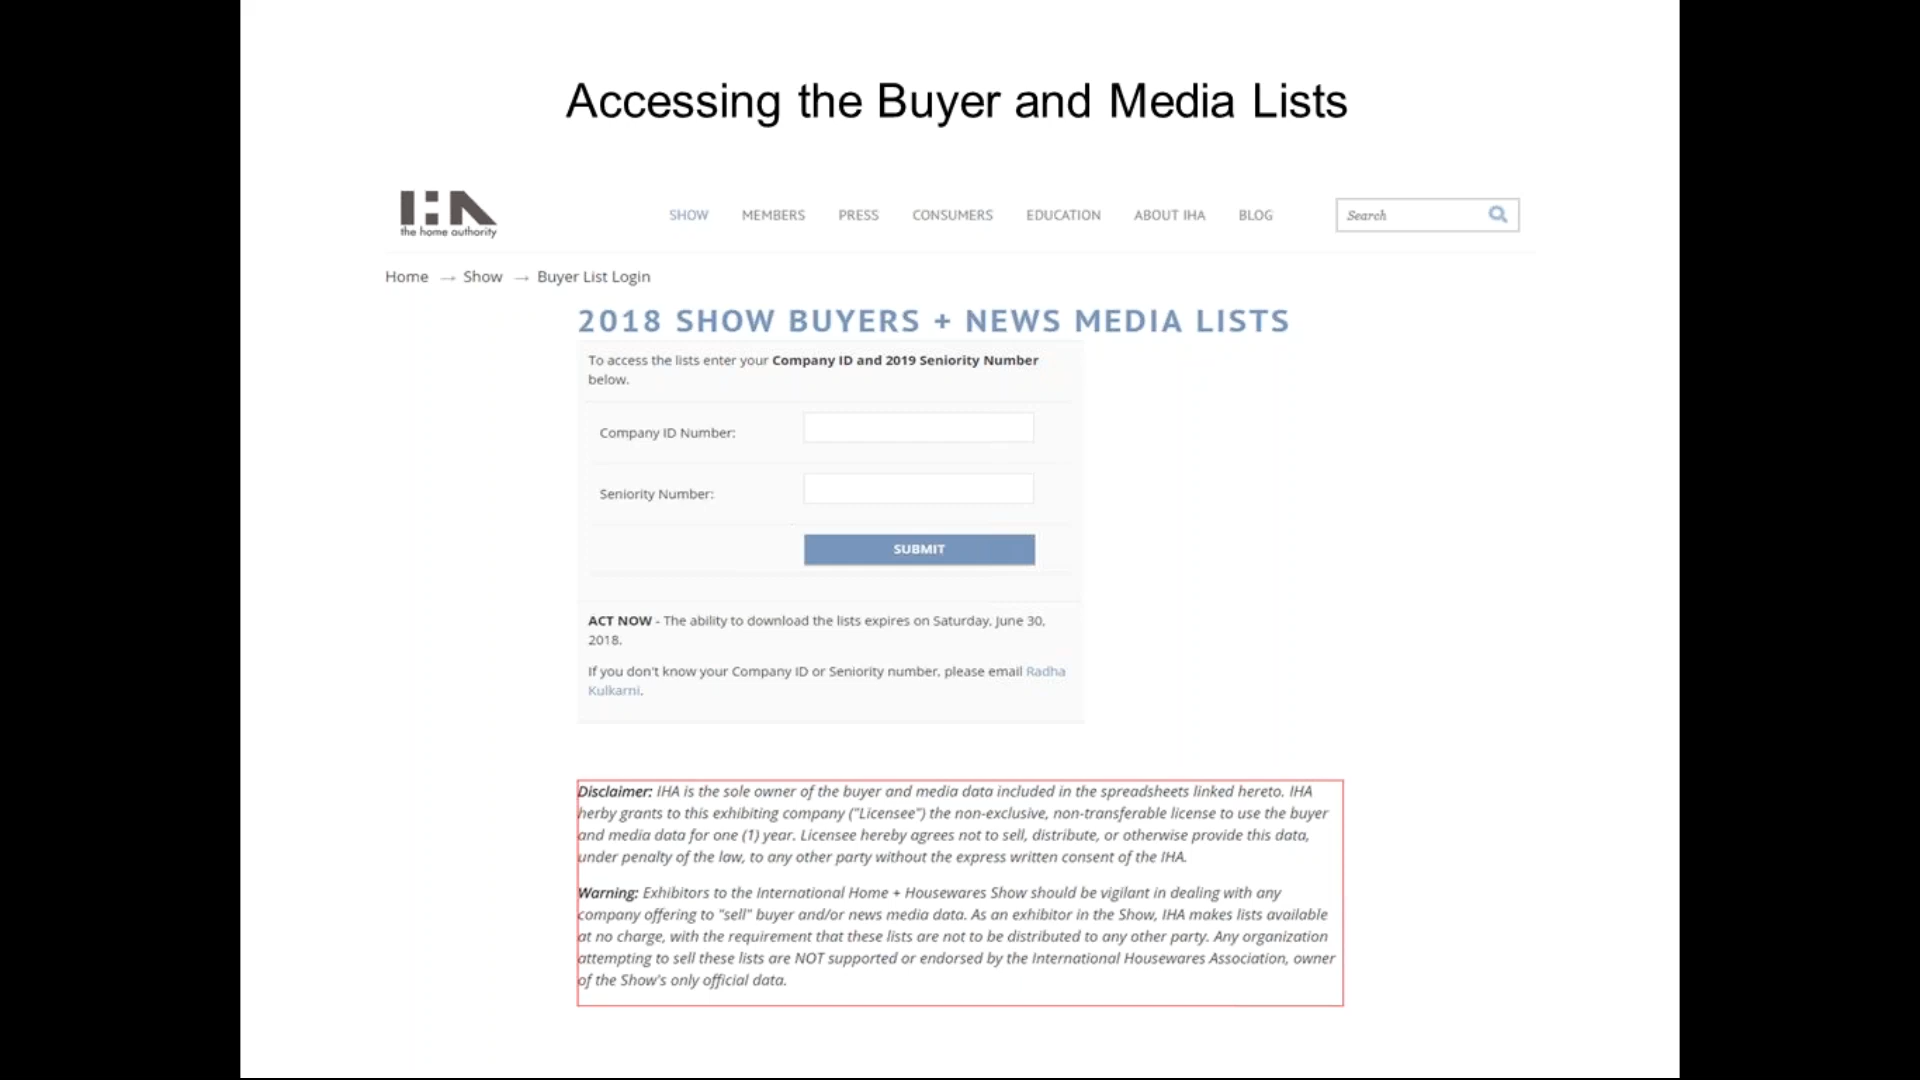 Accessing the Buyer and Media Lists
IHA
the home authority
SHOW MEMBERS PRESS CONSUMERS EDUCATION ABOUT IHA BLOG Search
Home → Show → Buyer List Login
2018 SHOW BUYERS + NEWS MEDIA LISTS
To access the lists enter your Company ID and 2019 Seniority Number
below.
Company ID Number:
Seniority Number:
SUBMIT
ACT NOW - The ability to download the lists expires on Saturday, June 30,
2018.
If you don't know your Company ID or Seniority number, please email Radha
Kulkarni.
Disclaimer: IHA is the sole owner of the buyer and media data included in the spreadsheets linked hereto. IHA
herby grants to this exhibiting company ("Licensee") the non-exclusive, non-transferable license to use the buyer
and media data for one (1) year. Licensee hereby agrees not to sell, distribute, or otherwise provide this data,
under penalty of the law, to any other party without the express written consent of the IHA.
Warning: Exhibitors to the International Home + Housewares Show should be vigilant in dealing with any
company offering to "sell" buyer and/or news media data. As an exhibitor in the Show, IHA makes lists available
at no charge, with the requirement that these lists are not to be distributed to any other party. Any organization
attempting to sell these lists are NOT supported or endorsed by the International Housewares Association, owner
of the Show's only official data.